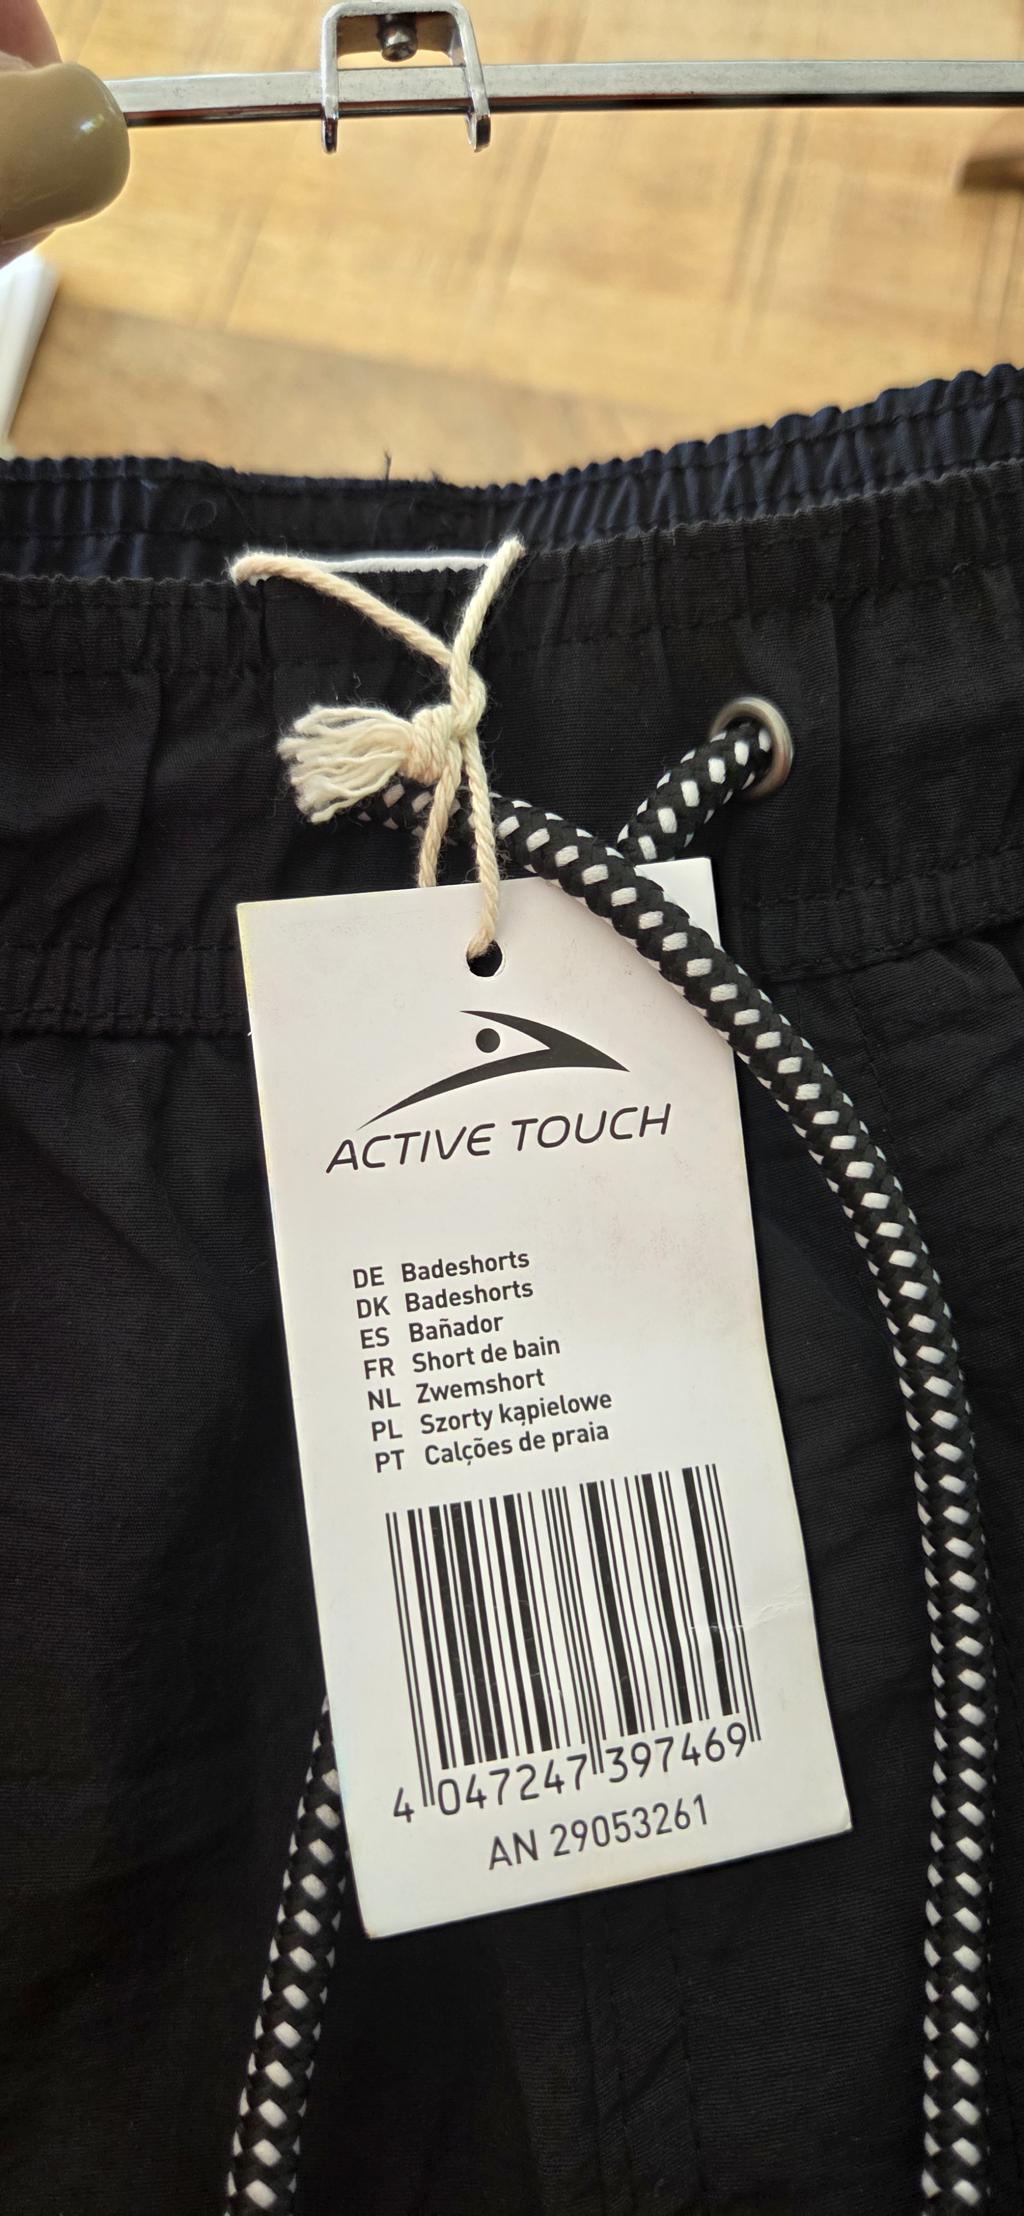 ACTIVE TOUCH
DE Badeshorts
DK Badeshorts
ES Bañador
FR Short de bain
NL Zwemshort
PL Szorty kąpielowe
PT Calções de praia
4 047247 397469
AN 29053261